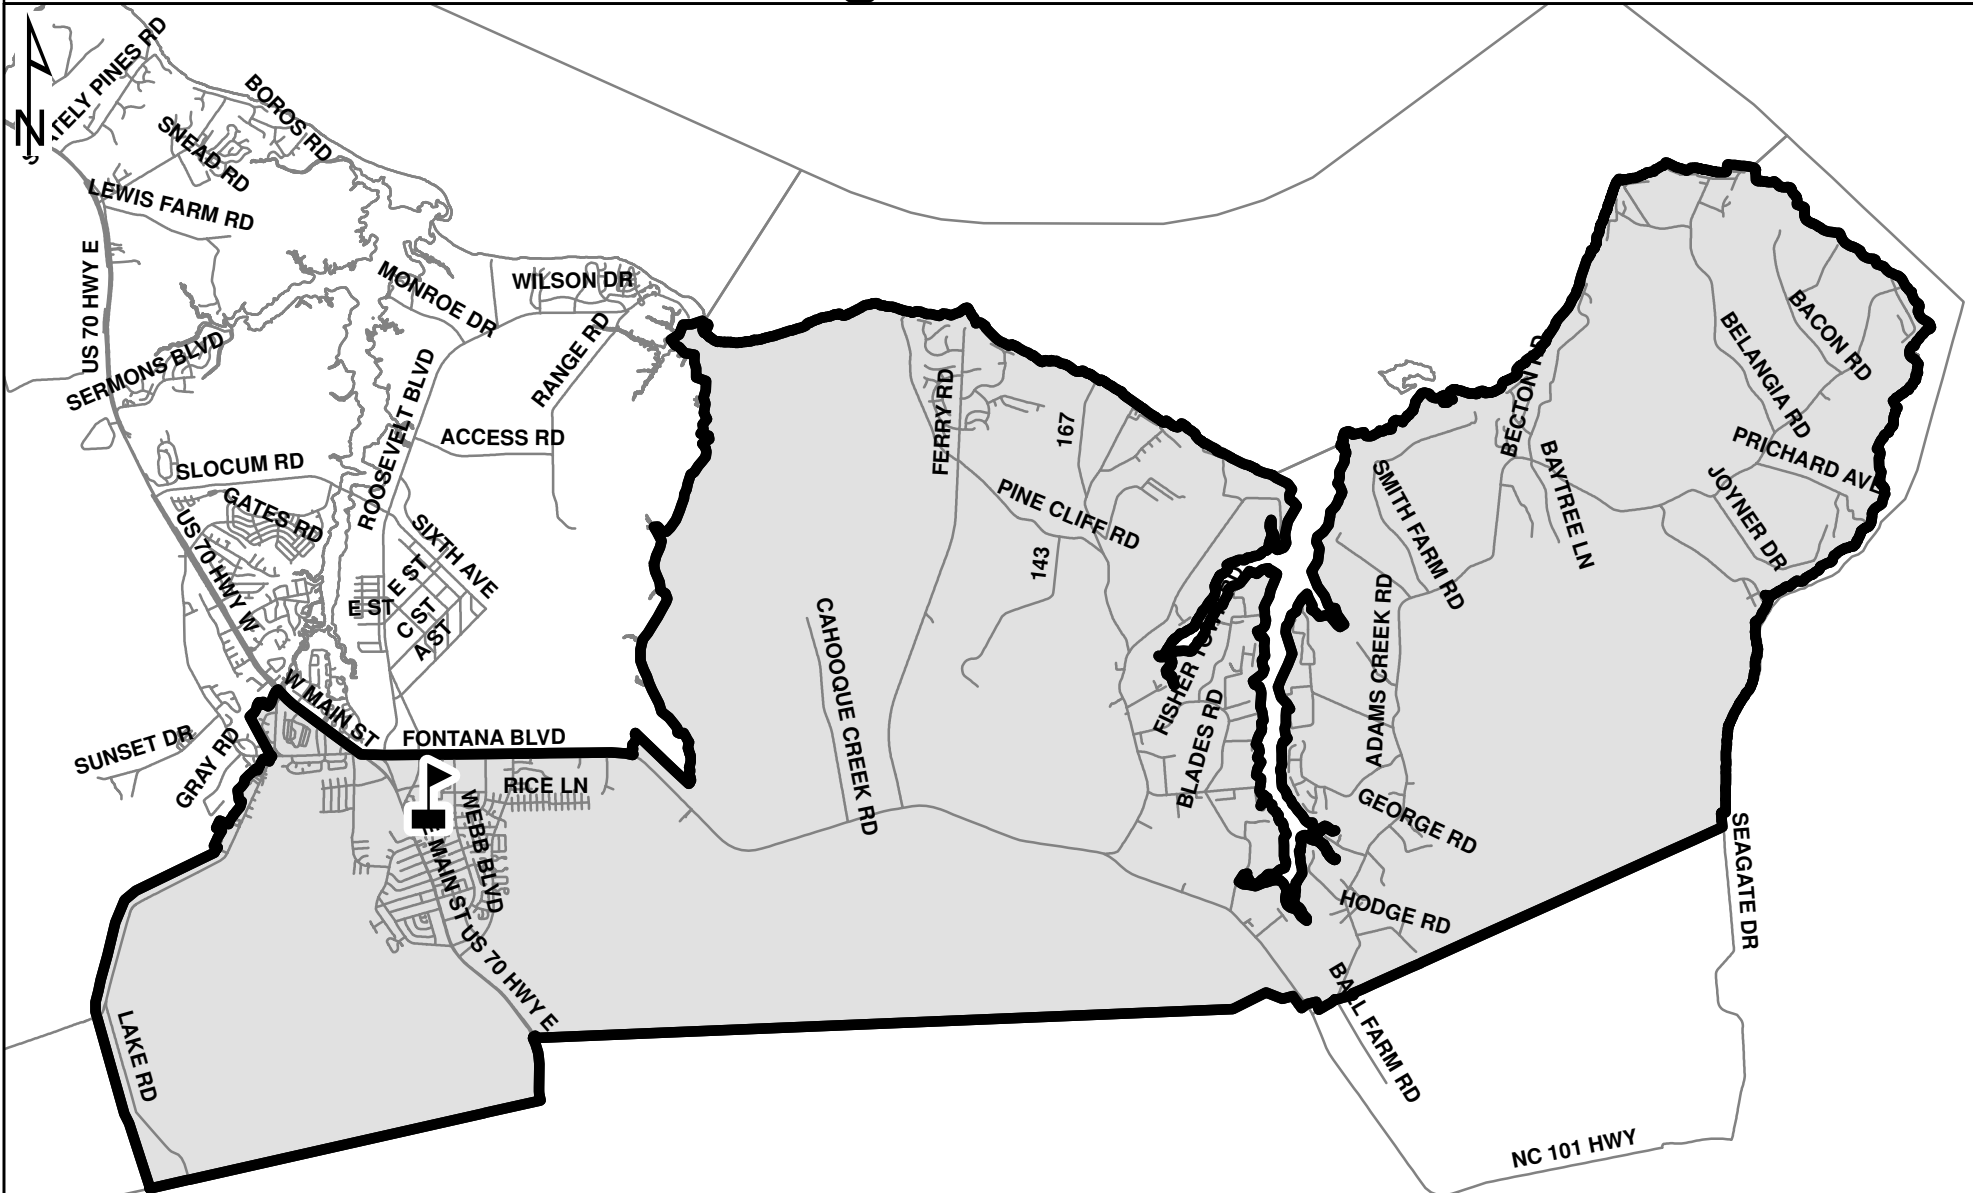 TELY PINES RD
BOROS RD
SNEAD RD
N
LEWIS FARM RD
US 70 HWY E
MONROE DR
WILSON DR
RANGE RD
SERMONS BLVD
ROOSEVELT BLVD
ACCESS RD
SLOCUM RD
GATES RD
US 70 HWY W
SIXTH AVE
E ST
E ST
C ST
A ST
W MAIN ST
FONTANA BLVD
SUNSET DR
GRAY RD
RICE LN
WEBB BLVD
E MAIN ST
US 70 HWY E
LAKE RD
FERRY RD
167
PINE CLIFF RD
143
CAHOOQUE CREEK RD
FISHER TOWN RD
BLADES RD
ADAMS CREEK RD
SMITH FARM RD
BECTON RD
BAYTREE LN
BELANGIA RD
BACON RD
PRICHARD AVE
JOYNER DR
GEORGE RD
HODGE RD
BALL FARM RD
SEAGATE DR
NC 101 HWY